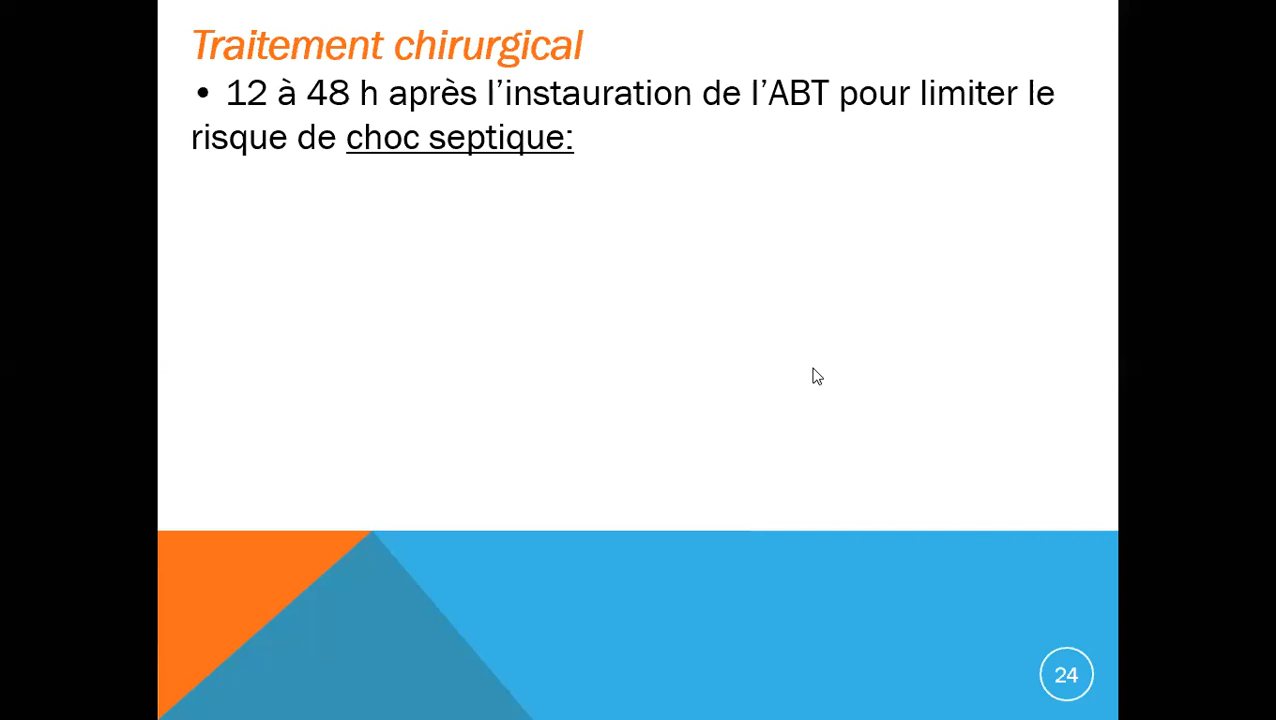 Traitement chirurgical
• 12 à 48 h après l’instauration de l’ABT pour limiter le
risque de choc septique:
24